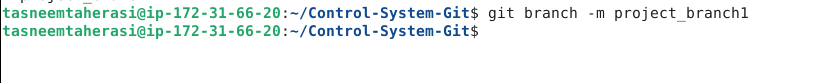 tasneemtaherasi@ip-172-31-66-20:~/Control-System-Git$ git branch -m project_branch1
tasneemtaherasi@ip-172-31-66-20:~/Control-System-Git$